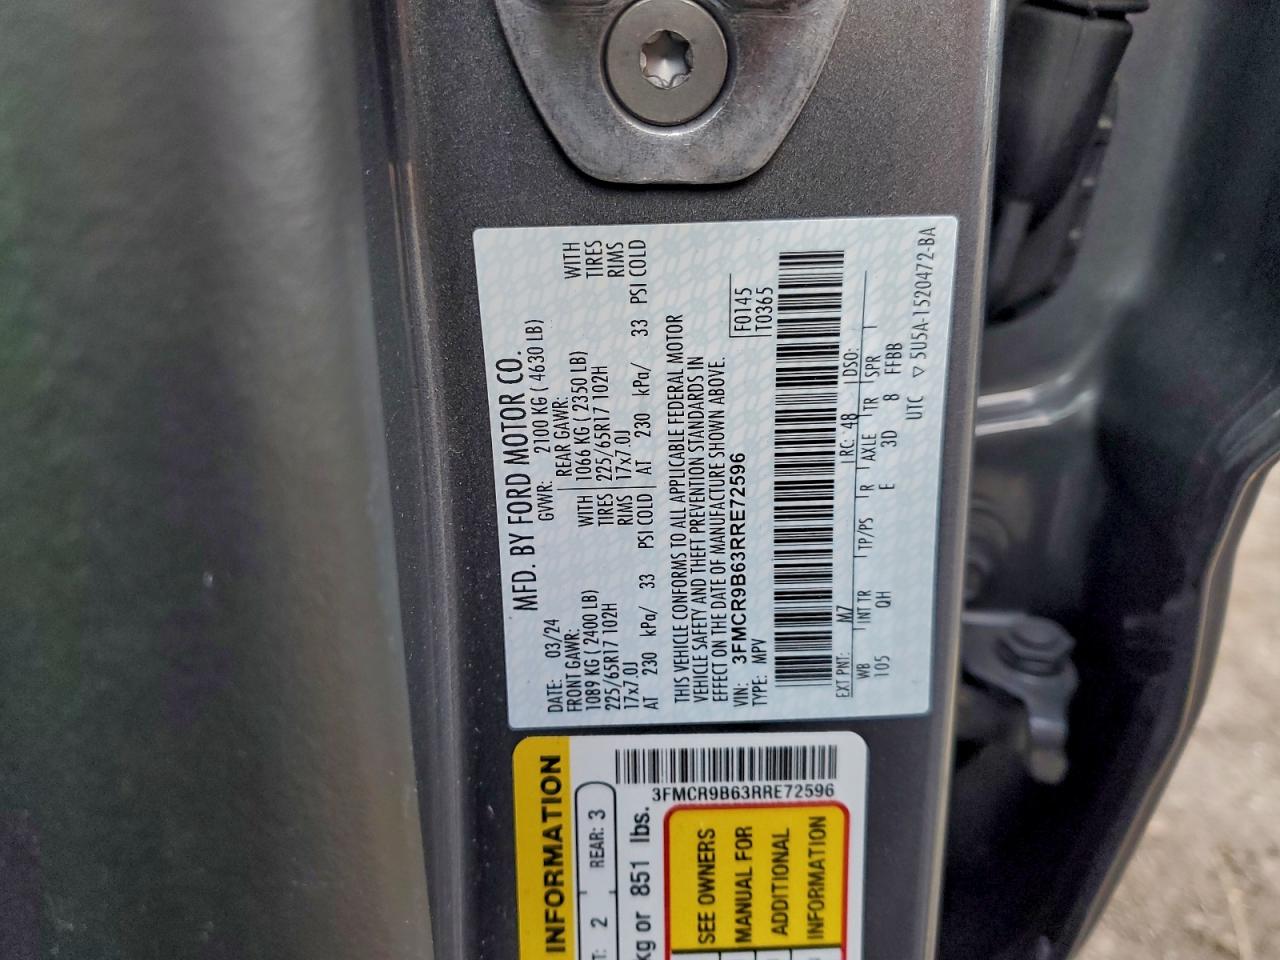 MFD. BY FORD MOTOR CO.
DATE: 03/24 GVWR: 2100 KG ( 4630 LB)
FRONT GAWR: REAR GAWR:
1089 KG ( 2400 LB) WITH 1066 KG ( 2350 LB) WITH
225/65R17 102H TIRES 225/65R17 102H TIRES
17x7.0J RIMS 17x7.0J RIMS
AT 230 kPa/ 33 PSI COLD AT 230 kPa/ 33 PSI COLD
THIS VEHICLE CONFORMS TO ALL APPLICABLE FEDERAL MOTOR
VEHICLE SAFETY AND THEFT PREVENTION STANDARDS IN
EFFECT ON THE DATE OF MANUFACTURE SHOWN ABOVE.
VIN: 3FMCR9B63RRE72596 F0145
TYPE: MPV T0365
EXT PNT: M7 RC: 48 DSO:
WB INT TR TP/PS R AXLE TR SPR
105 QH E 3D 8 FFBB
UTC ▽ 5U5A-1520472-BA
INFORMATION
T: 2 REAR: 3
3FMCR9B63RRE72596
kg or 851 lbs.
SEE OWNERS
MANUAL FOR
ADDITIONAL
INFORMATION